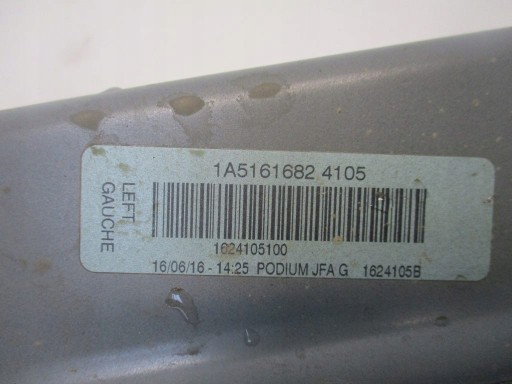 1A5161682 4105
LEFT
GAUCHE
1624105100
16/06/16 - 14:25 PODIUM JFA G 1624105B